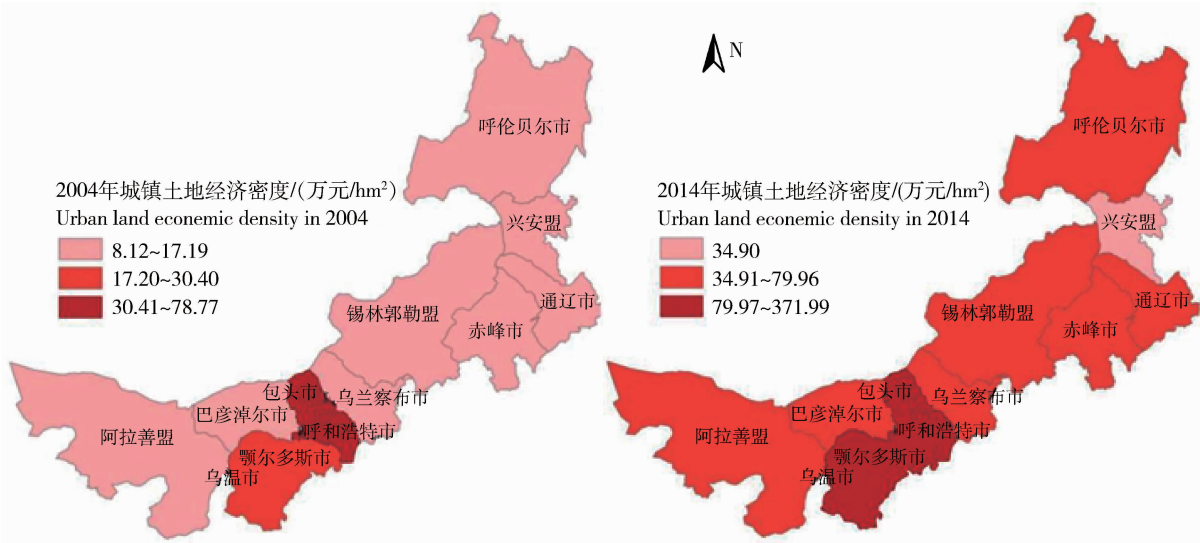 N
呼伦贝尔市
2004年城镇土地经济密度/(万元/hm²)
Urban land econemic density in 2004
8.12~17.19
17.20~30.40
30.41~78.77
兴安盟
通辽市
锡林郭勒盟
赤峰市
包头市
乌兰察布市
巴彦淖尔市
呼和浩特市
阿拉善盟
鄂尔多斯市
乌温市
呼伦贝尔市
2014年城镇土地经济密度/(万元/hm²)
Urban land econemic density in 2014
34.90
34.91~79.96
79.97~371.99
兴安盟
通辽市
锡林郭勒盟
赤峰市
包头市
乌兰察布市
巴彦淖尔市
呼和浩特市
阿拉善盟
鄂尔多斯市
乌温市